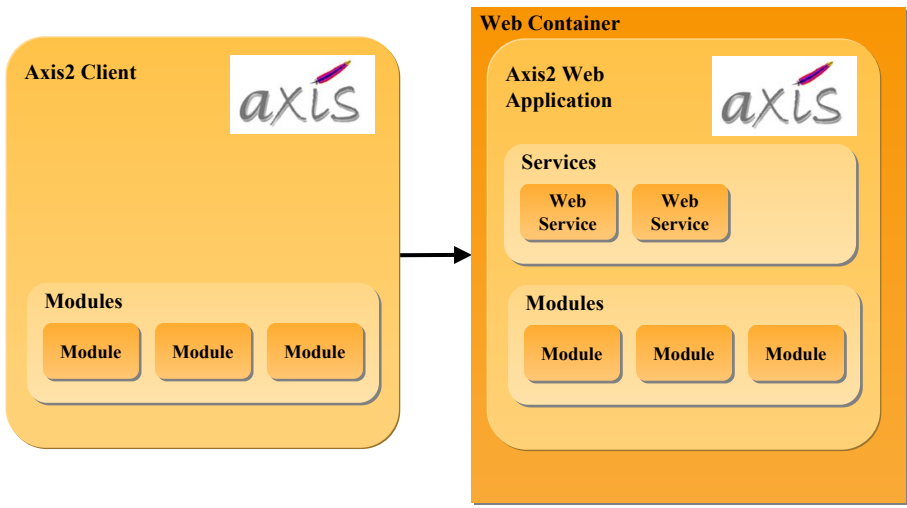 Axis2 Client
axis
Modules
Module
Module
Module
Web Container
Axis2 Web
Application
axis
Services
Web
Service
Web
Service
Modules
Module
Module
Module